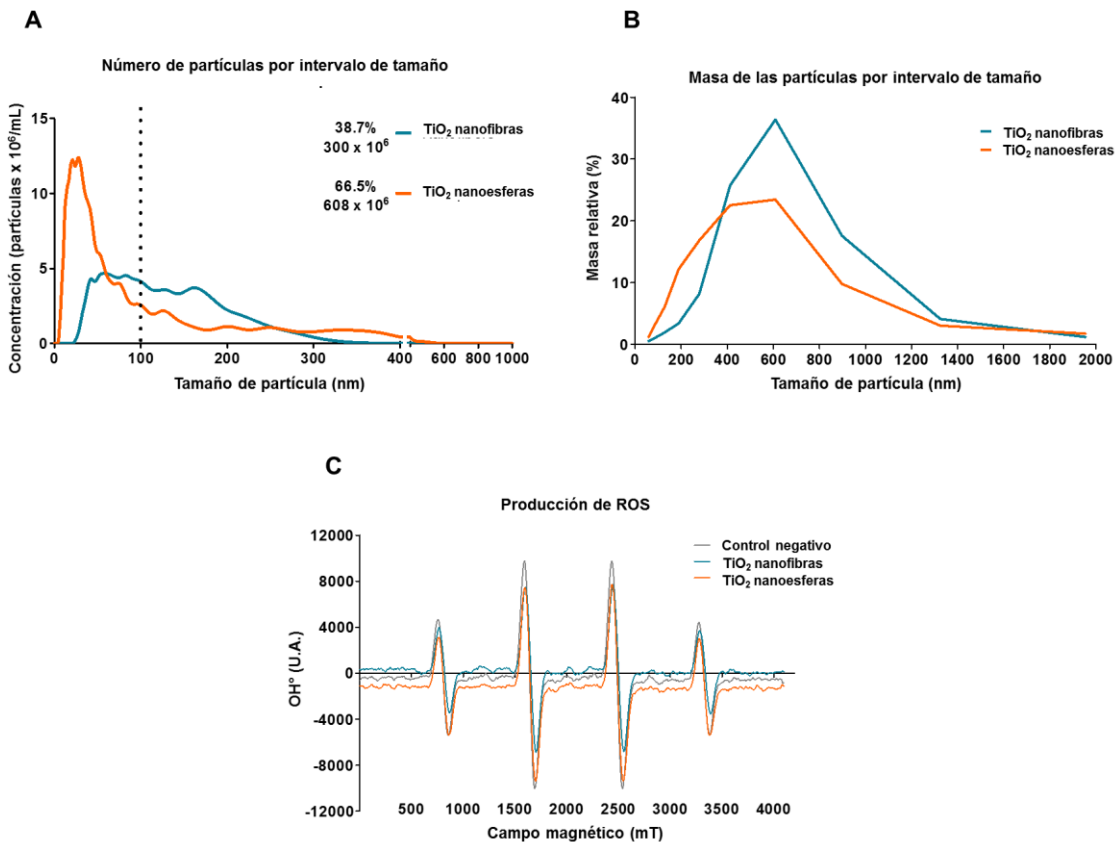 A
Número de partículas por intervalo de tamaño
Concentración (partículas x 10⁶/mL)
15
10
5
0
0 100 200 300 400 600 800 1000
Tamaño de partícula (nm)
38.7%
300 x 10⁶
TiO₂ nanofibras
66.5%
608 x 10⁶
TiO₂ nanoesferas
B
Masa de las partículas por intervalo de tamaño
Masa relativa (%)
40
30
20
10
0
0 200 400 600 800 1000 1200 1400 1600 1800 2000
Tamaño de partícula (nm)
TiO₂ nanofibras
TiO₂ nanoesferas
C
Producción de ROS
OH° (U.A.)
12000
8000
4000
0
-4000
-8000
-12000
500 1000 1500 2000 2500 3000 3500 4000
Campo magnético (mT)
Control negativo
TiO₂ nanofibras
TiO₂ nanoesferas